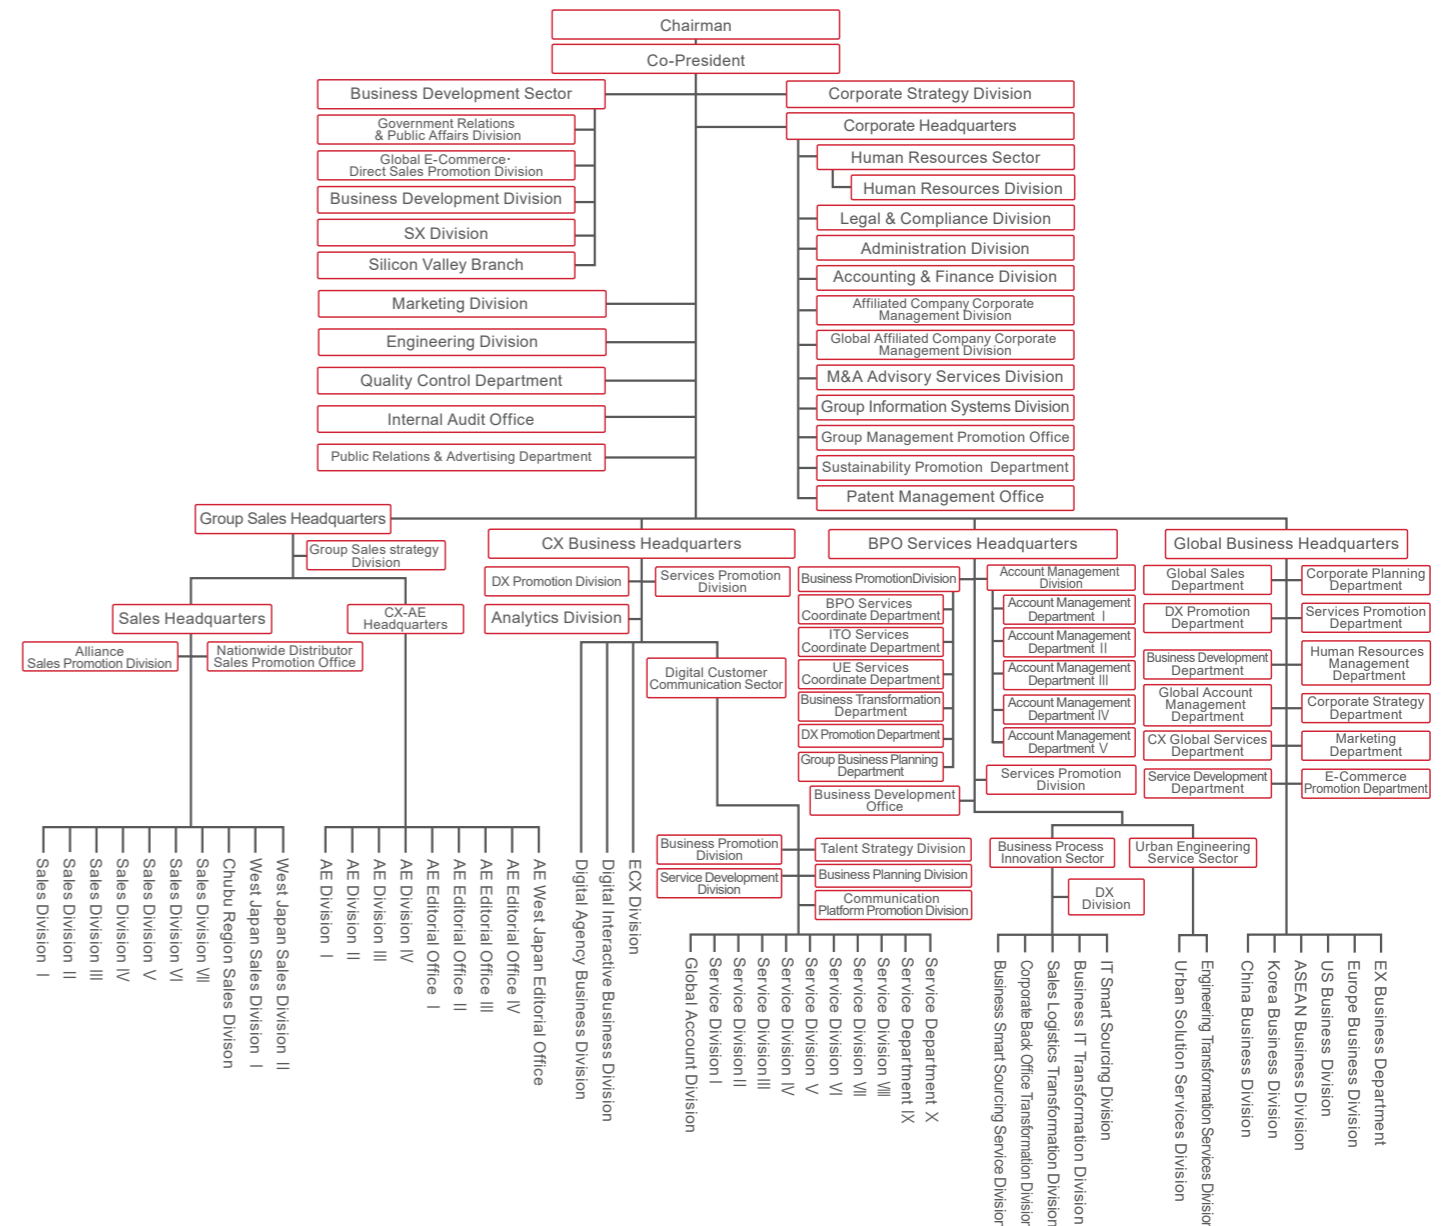 Chairman
Co-President
Business Development Sector
Government Relations
& Public Affairs Division
Global E-Commerce·
Direct Sales Promotion Division
Business Development Division
SX Division
Silicon Valley Branch
Marketing Division
Engineering Division
Quality Control Department
Internal Audit Office
Public Relations & Advertising Department
Corporate Strategy Division
Corporate Headquarters
Human Resources Sector
Human Resources Division
Legal & Compliance Division
Administration Division
Accounting & Finance Division
Affiliated Company Corporate
Management Division
Global Affiliated Company Corporate
Management Division
M&A Advisory Services Division
Group Information Systems Division
Group Management Promotion Office
Sustainability Promotion Department
Patent Management Office
Group Sales Headquarters
Group Sales strategy
Division
Sales Headquarters
Alliance
Sales Promotion Division
Nationwide Distributor
Sales Promotion Office
CX-AE
Headquarters
Sales Division I
Sales Division II
Sales Division III
Sales Division IV
Sales Division V
Sales Division VI
Sales Division VII
Chubu Region Sales Divison
West Japan Sales Division I
West Japan Sales Division II
AE Division I
AE Division II
AE Division III
AE Division IV
AE Editorial Office I
AE Editorial Office II
AE Editorial Office III
AE Editorial Office IV
AE West Japan Editorial Office
CX Business Headquarters
DX Promotion Division
Services Promotion
Division
Analytics Division
Digital Agency Business Division
Digital Interactive Business Division
ECX Division
Digital Customer
Communication Sector
Business Promotion
Division
Talent Strategy Division
Service Development
Division
Business Planning Division
Communication
Platform Promotion Division
Global Account Division
Service Division I
Service Division II
Service Division III
Service Division IV
Service Division V
Service Division VI
Service Division VII
Service Division VIII
Service Department IX
Service Department X
BPO Services Headquarters
Business PromotionDivision
BPO Services
Coordinate Department
ITO Services
Coordinate Department
UE Services
Coordinate Department
Business Transformation
Department
DX Promotion Department
Group Business Planning
Department
Business Development
Office
Account Management
Division
Account Management
Department I
Account Management
Department II
Account Management
Department III
Account Management
Department IV
Account Management
Department V
Services Promotion
Division
Business Process
Innovation Sector
DX
Division
Urban Engineering
Service Sector
Business Smart Sourcing Service Division
Corporate Back Office Transformation Division
Sales Logistics Transformation Division
Business IT Transformation Division
IT Smart Sourcing Division
Urban Solution Services Division
Engineering Transformation Services Division
Global Business Headquarters
Global Sales
Department
Corporate Planning
Department
DX Promotion
Department
Services Promotion
Department
Business Development
Department
Human Resources
Management
Department
Global Account
Management
Department
Corporate Strategy
Department
CX Global Services
Department
Marketing
Department
Service Development
Department
E-Commerce
Promotion Department
China Business Division
Korea Business Division
ASEAN Business Division
US Business Division
Europe Business Division
EX Business Department